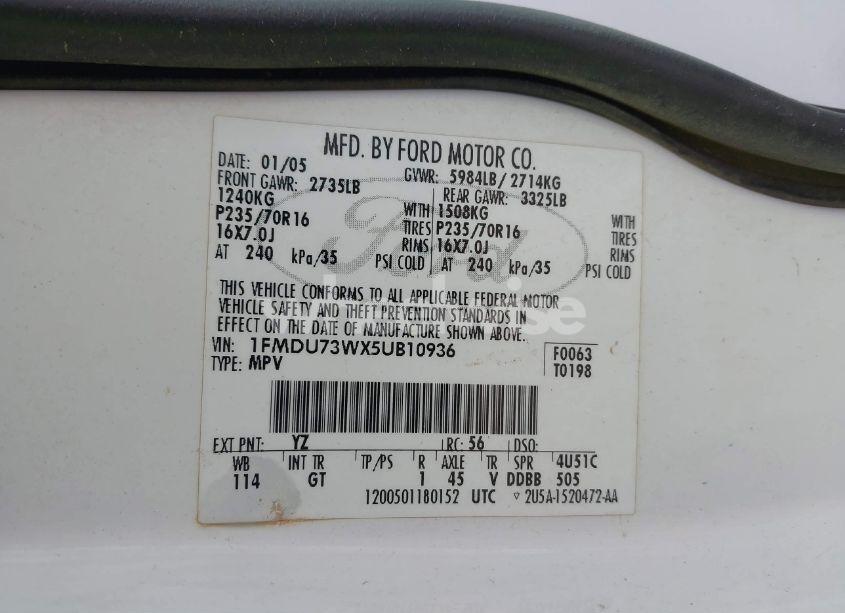 MFD. BY FORD MOTOR CO.
DATE: 01/05 GVWR: 5984LB/ 2714KG
FRONT GAWR: 2735LB REAR GAWR: 3325LB
1240KG WITH 1508KG WITH
P235/70R16 TIRES P235/70R16 TIRES
16X7.0J RIMS 16X7.0J RIMS
AT 240 kPa/35 PSI COLD AT 240 kPa/35 PSI COLD
THIS VEHICLE CONFORMS TO ALL APPLICABLE FEDERAL MOTOR
VEHICLE SAFETY AND THEFT PREVENTION STANDARDS IN
EFFECT ON THE DATE OF MANUFACTURE SHOWN ABOVE.
VIN: 1FMDU73WX5UB10936 F0063
TYPE: MPV T0198
EXT PNT: YZ RC: 56 DSO:
WB INT TR TP/PS R AXLE TR SPR 4U51C
114 GT 1 45 V DDBB 505
1200501180152 UTC ▽ 2U5A-1520472-AA
Ford